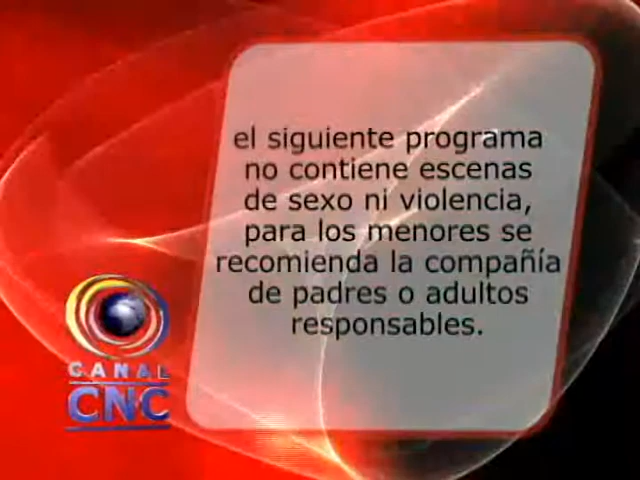 el siguiente programa
no contiene escenas
de sexo ni violencia,
para los menores se
recomienda la compañía
de padres o adultos
responsables.
CANAL
CNC